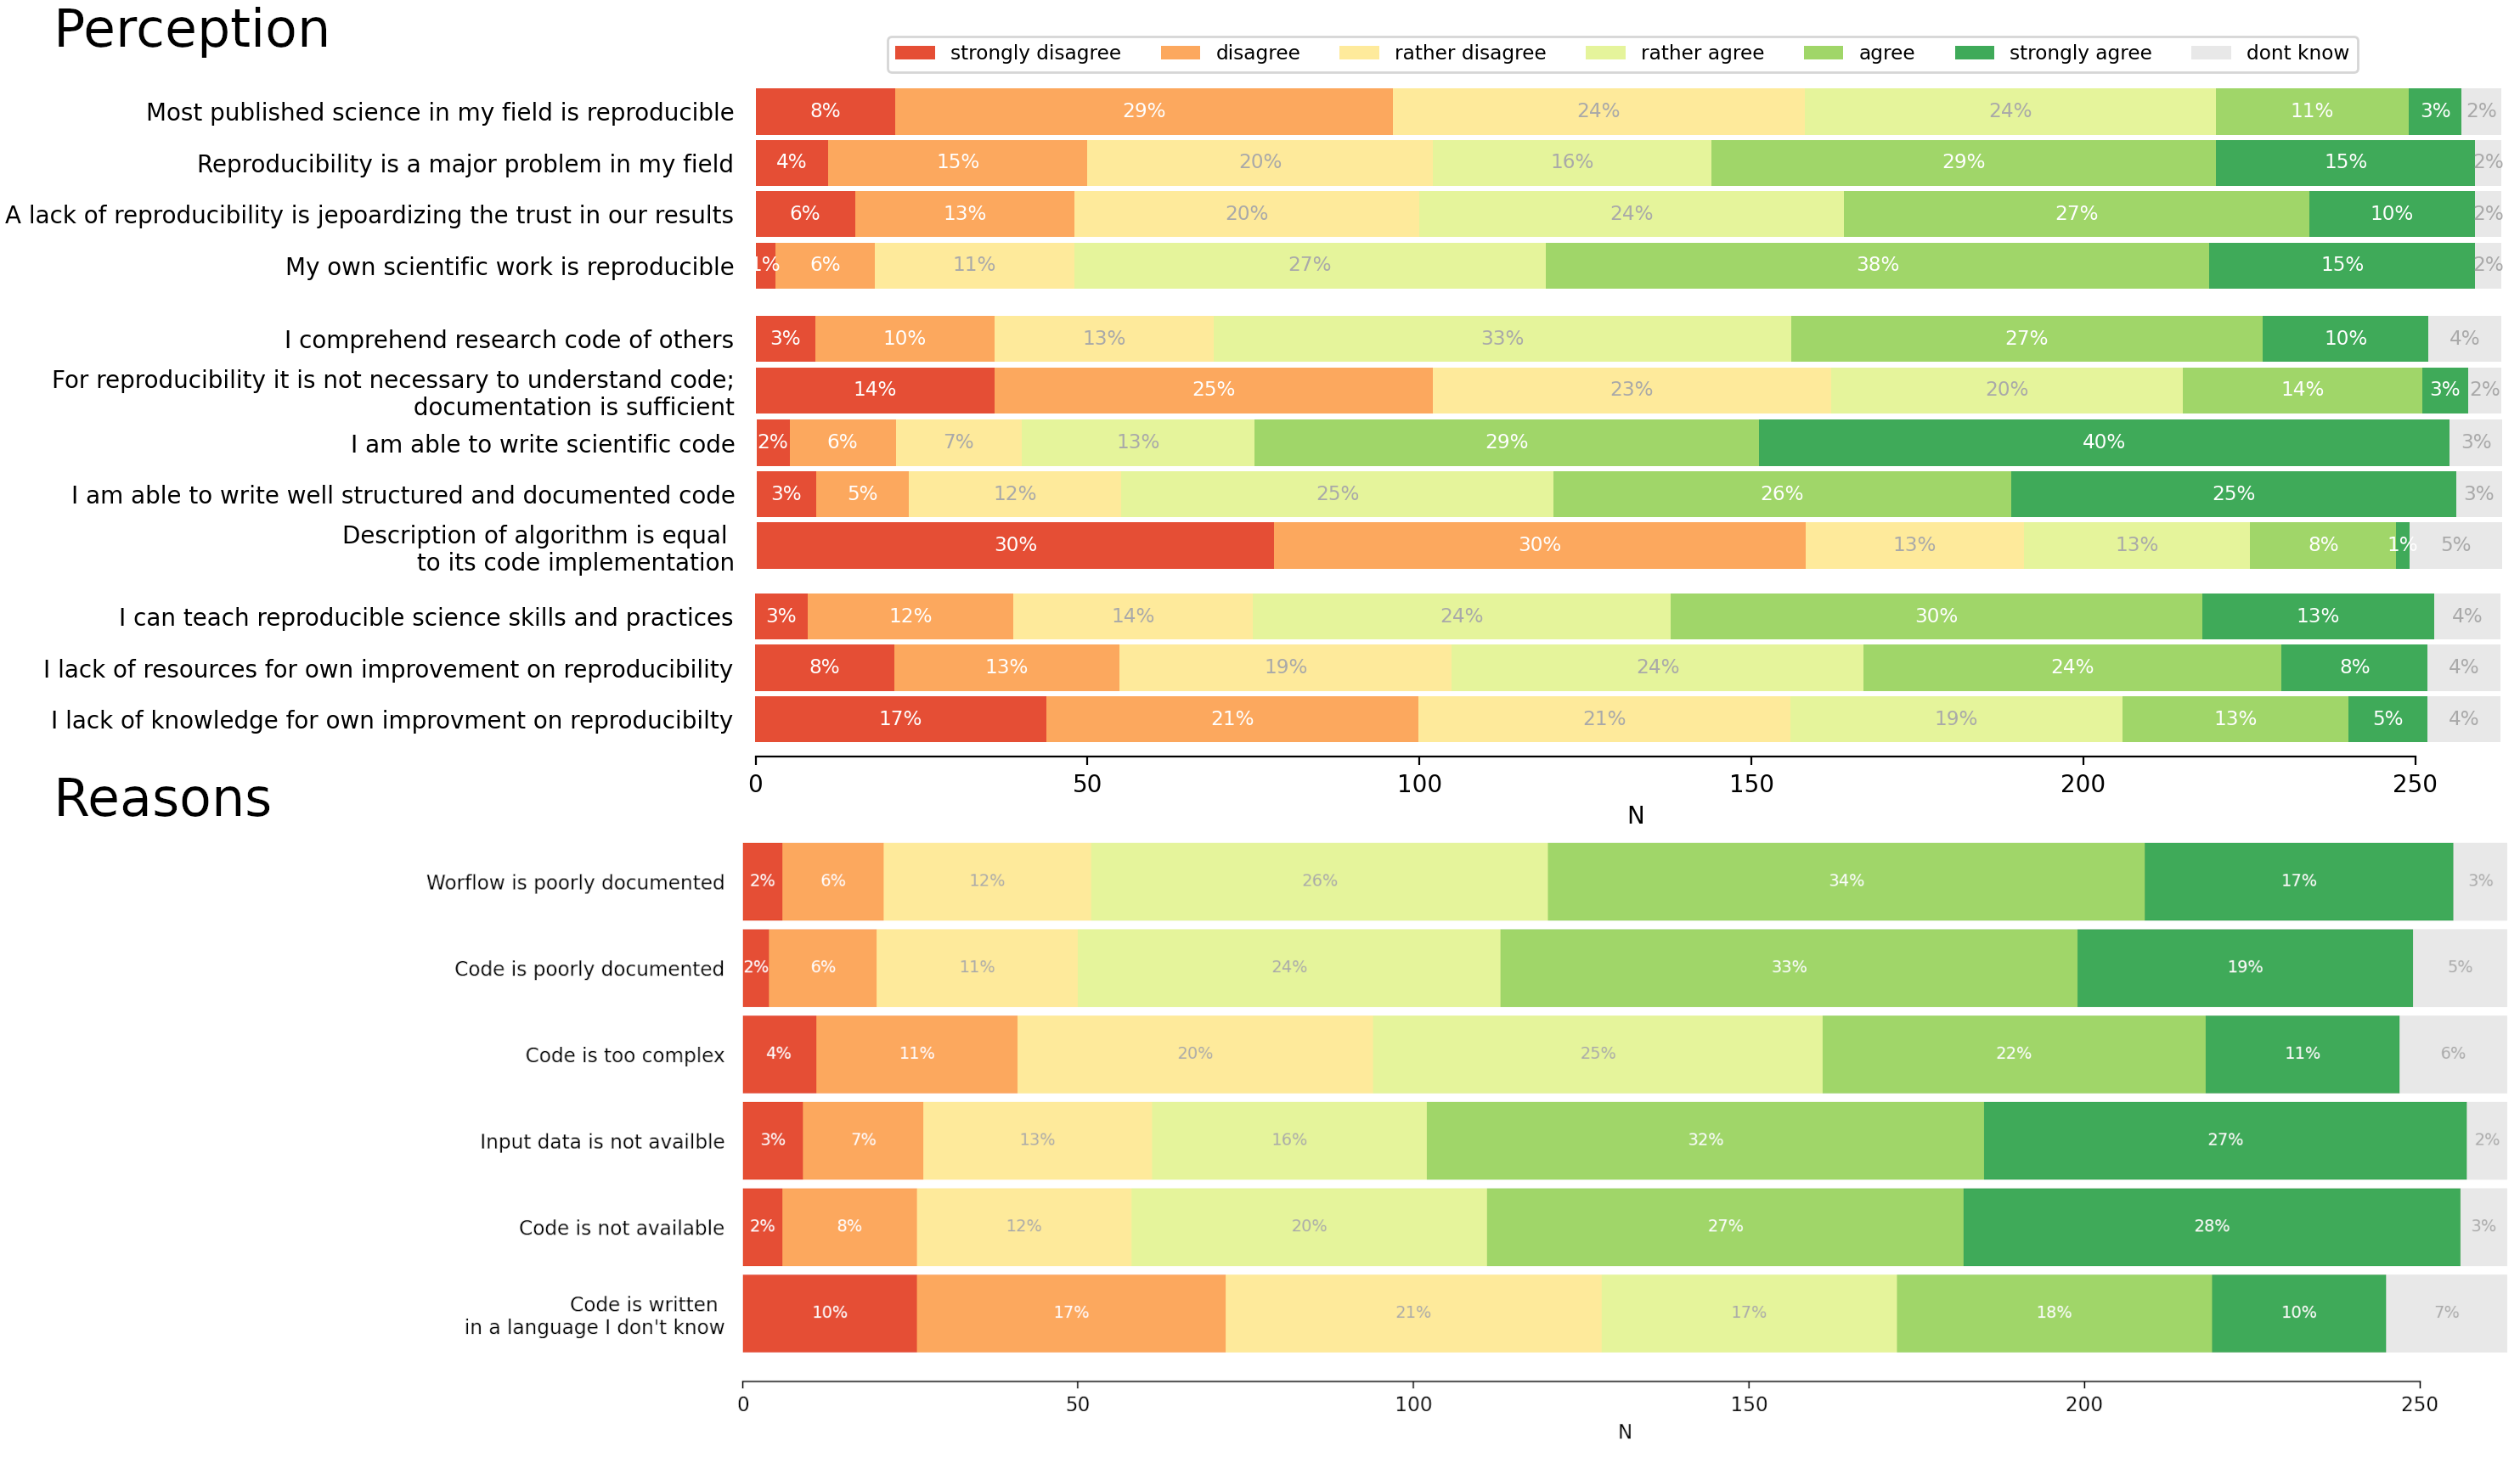 Perception
strongly disagree disagree rather disagree rather agree agree strongly agree dont know
Most published science in my field is reproducible 8% 29% 24% 24% 11% 3% 2%
Reproducibility is a major problem in my field 4% 15% 20% 16% 29% 15% 2%
A lack of reproducibility is jepoardizing the trust in our results 6% 13% 20% 24% 27% 10% 2%
My own scientific work is reproducible 1% 6% 11% 27% 38% 15% 2%
I comprehend research code of others 3% 10% 13% 33% 27% 10% 4%
For reproducibility it is not necessary to understand code;
documentation is sufficient 14% 25% 23% 20% 14% 3% 2%
I am able to write scientific code 2% 6% 7% 13% 29% 40% 3%
I am able to write well structured and documented code 3% 5% 12% 25% 26% 25% 3%
Description of algorithm is equal
to its code implementation 30% 30% 13% 13% 8% 1% 5%
I can teach reproducible science skills and practices 3% 12% 14% 24% 30% 13% 4%
I lack of resources for own improvement on reproducibility 8% 13% 19% 24% 24% 8% 4%
I lack of knowledge for own improvment on reproducibilty 17% 21% 21% 19% 13% 5% 4%
0 50 100 150 200 250
N
Reasons
Worflow is poorly documented 2% 6% 12% 26% 34% 17% 3%
Code is poorly documented 2% 6% 11% 24% 33% 19% 5%
Code is too complex 4% 11% 20% 25% 22% 11% 6%
Input data is not availble 3% 7% 13% 16% 32% 27% 2%
Code is not available 2% 8% 12% 20% 27% 28% 3%
Code is written
in a language I don't know 10% 17% 21% 17% 18% 10% 7%
0 50 100 150 200 250
N